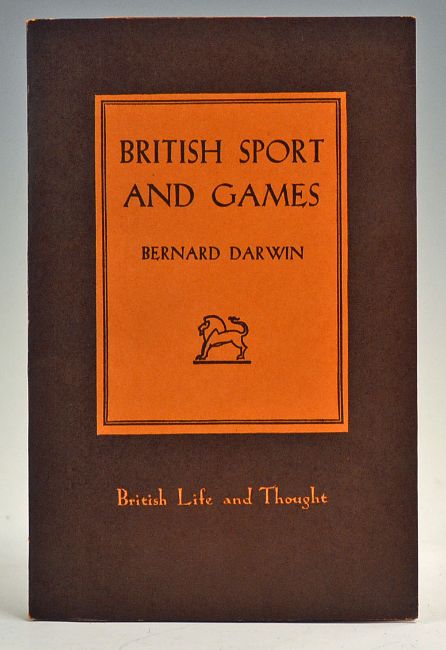 BRITISH SPORT
AND GAMES
BERNARD DARWIN
British Life and Thought